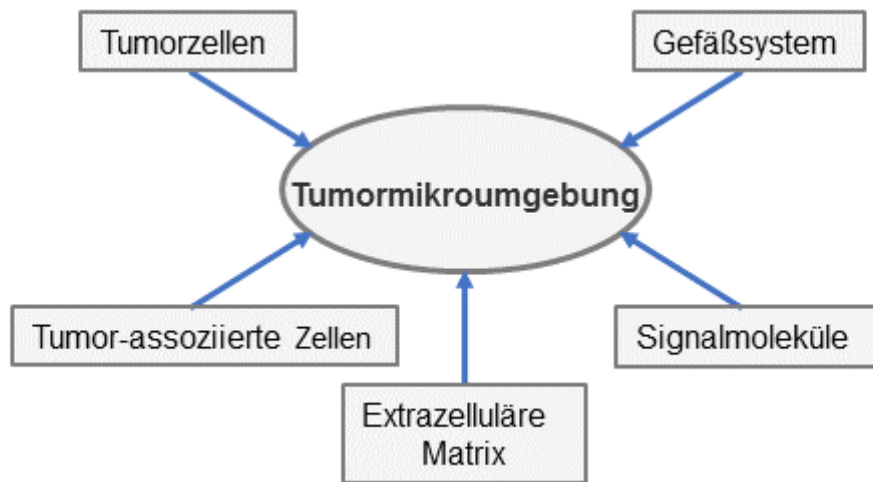 Tumorzellen
Gefäßsystem
Tumormikroumgebung
Tumor-assoziierte Zellen
Signalmoleküle
Extrazelluläre
Matrix